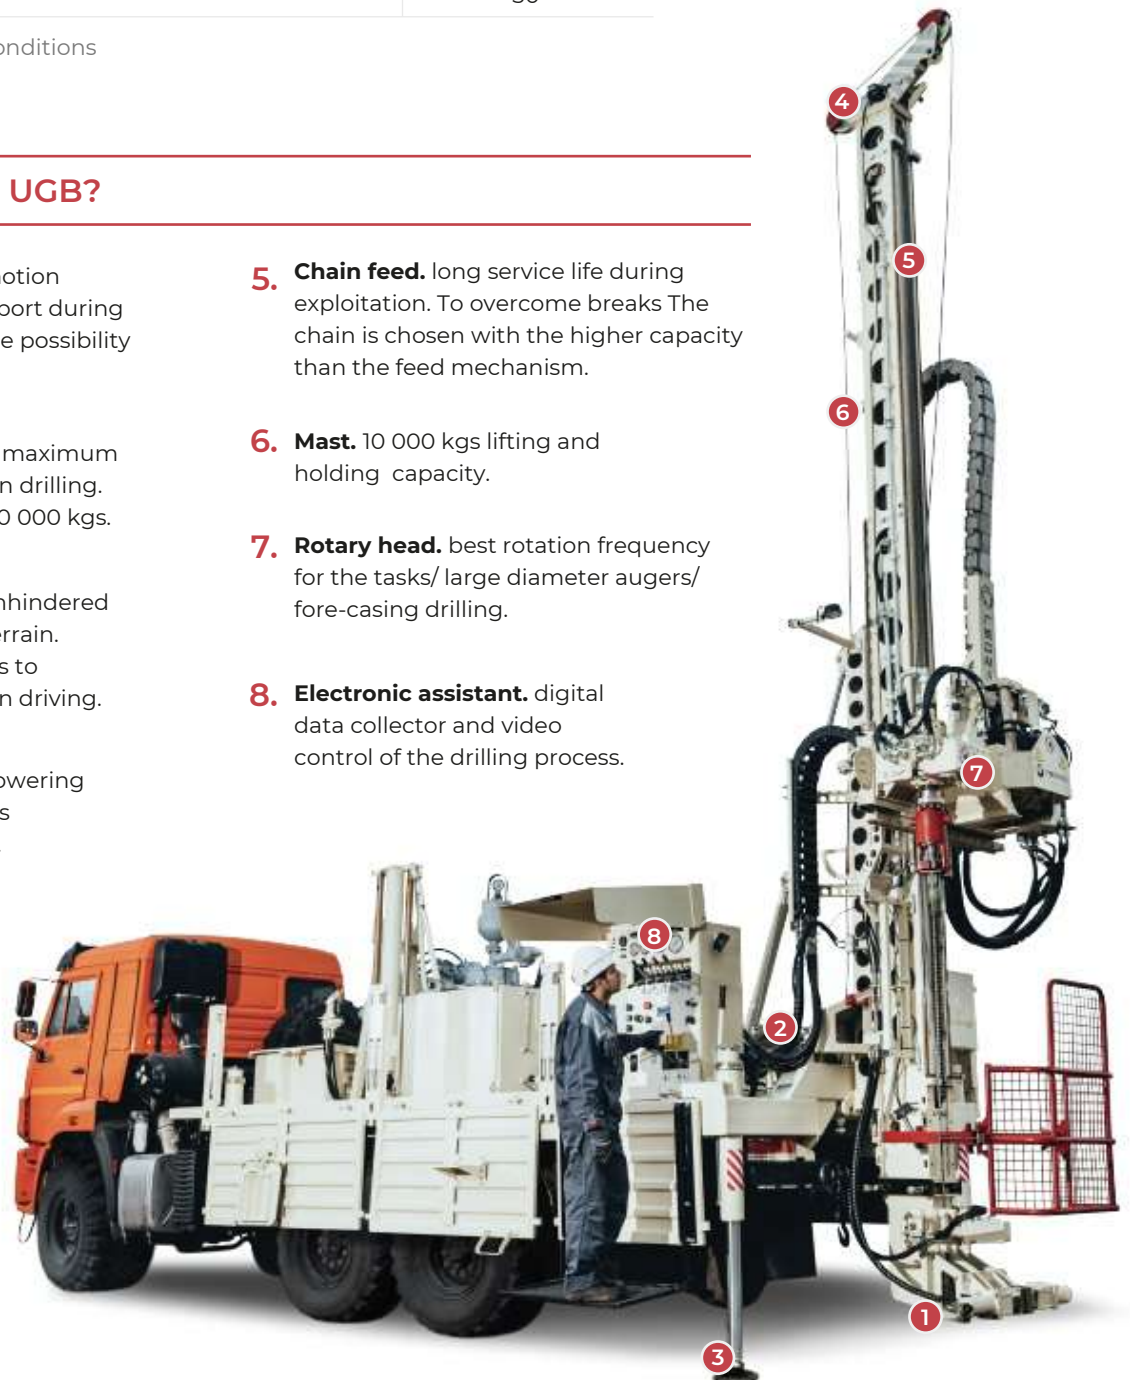 onditions
UGB?
otion
port during
e possibility
maximum
n drilling.
0 000 kgs.
nhindered
errain.
s to
n driving.
owering
s
5. Chain feed. long service life during
exploitation. To overcome breaks The
chain is chosen with the higher capacity
than the feed mechanism.
6. Mast. 10 000 kgs lifting and
holding capacity.
7. Rotary head. best rotation frequency
for the tasks/ large diameter augers/
fore-casing drilling.
8. Electronic assistant. digital
data collector and video
control of the drilling process.
4
5
6
7
8
2
1
3